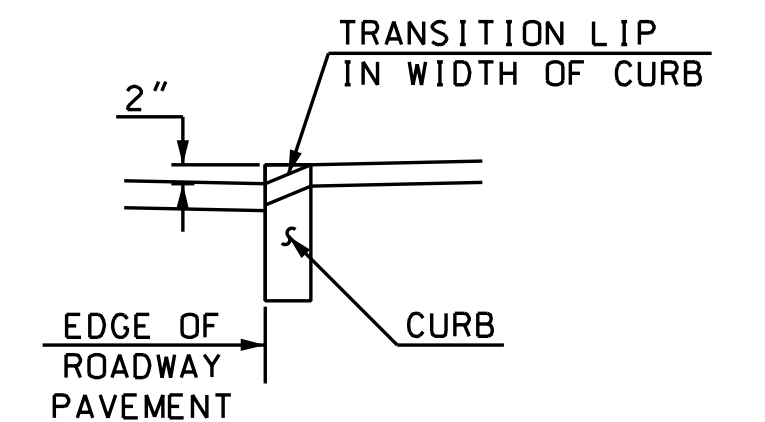 TRANSITION LIP
IN WIDTH OF CURB
2"
CURB
EDGE OF
ROADWAY
PAVEMENT